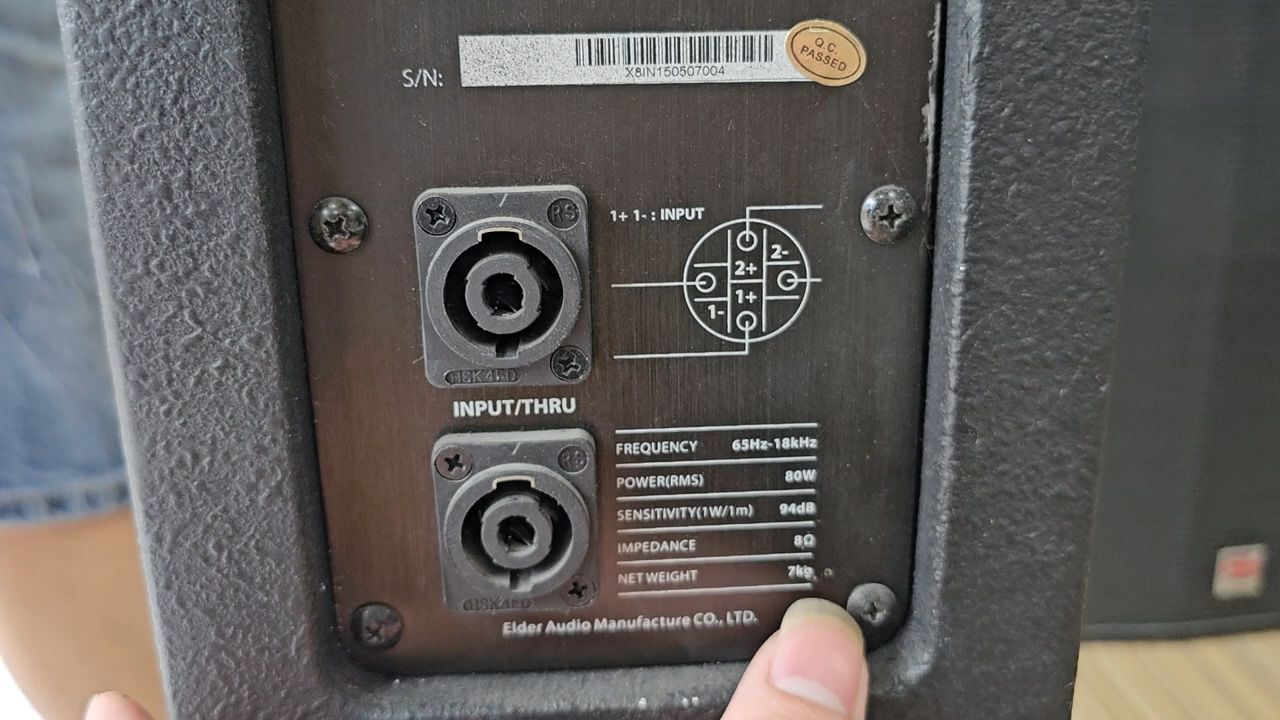 S/N:
X8IN150507004
Q.C.
PASSED
RS
1+ 1- : INPUT
2-
2+
1+
1-
INPUT/THRU
RS
FREQUENCY 65Hz-18kHz
POWER(RMS) 80W
SENSITIVITY(1W/1m) 94dB
IMPEDANCE 8Ω
NET WEIGHT 7kg
Elder Audio Manufacture CO., LTD.